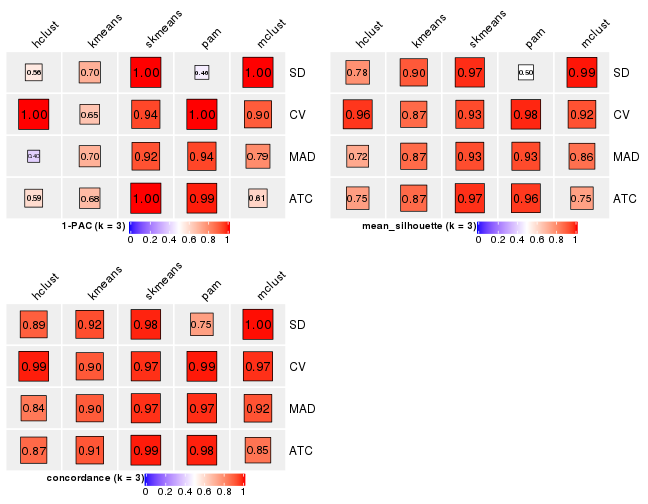 hclust kmeans skmeans pam mclust
0.56 0.70 1.00 0.46 1.00 SD
1.00 0.65 0.94 1.00 0.90 CV
0.40 0.70 0.92 0.94 0.79 MAD
0.59 0.68 1.00 0.99 0.61 ATC
1-PAC (k = 3)
0 0.2 0.4 0.6 0.8 1
hclust kmeans skmeans pam mclust
0.78 0.90 0.97 0.50 0.99 SD
0.96 0.87 0.93 0.98 0.92 CV
0.72 0.87 0.93 0.93 0.86 MAD
0.75 0.87 0.97 0.96 0.75 ATC
mean_silhouette (k = 3)
0 0.2 0.4 0.6 0.8 1
hclust kmeans skmeans pam mclust
0.89 0.92 0.98 0.75 1.00 SD
0.99 0.90 0.97 0.99 0.97 CV
0.84 0.90 0.97 0.97 0.92 MAD
0.87 0.91 0.99 0.98 0.85 ATC
concordance (k = 3)
0 0.2 0.4 0.6 0.8 1